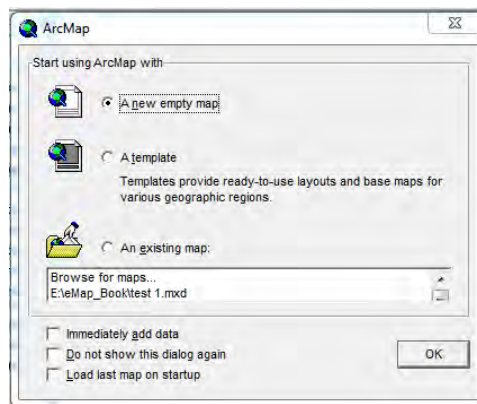 ArcMap
Start using ArcMap with
A new empty map
A template
Templates provide ready-to-use layouts and base maps for
various geographic regions.
An existing map:
Browse for maps...
E:\eMap_Book\test 1.mxd
Immediately add data
Do not show this dialog again
OK
Load last map on startup